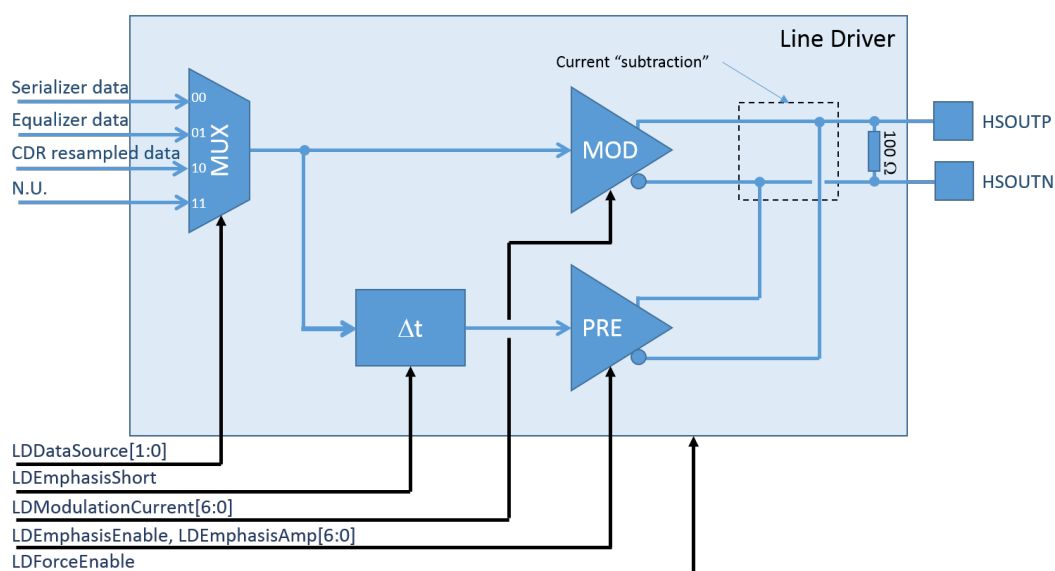 Line Driver
Current “subtraction”
Serializer data
Equalizer data
CDR resampled data
N.U.
00
01
10
11
MUX
MOD
100 Ω
HSOUTP
HSOUTN
Δt
PRE
LDDataSource[1:0]
LDEmphasisShort
LDModulationCurrent[6:0]
LDEmphasisEnable, LDEmphasisAmp[6:0]
LDForceEnable